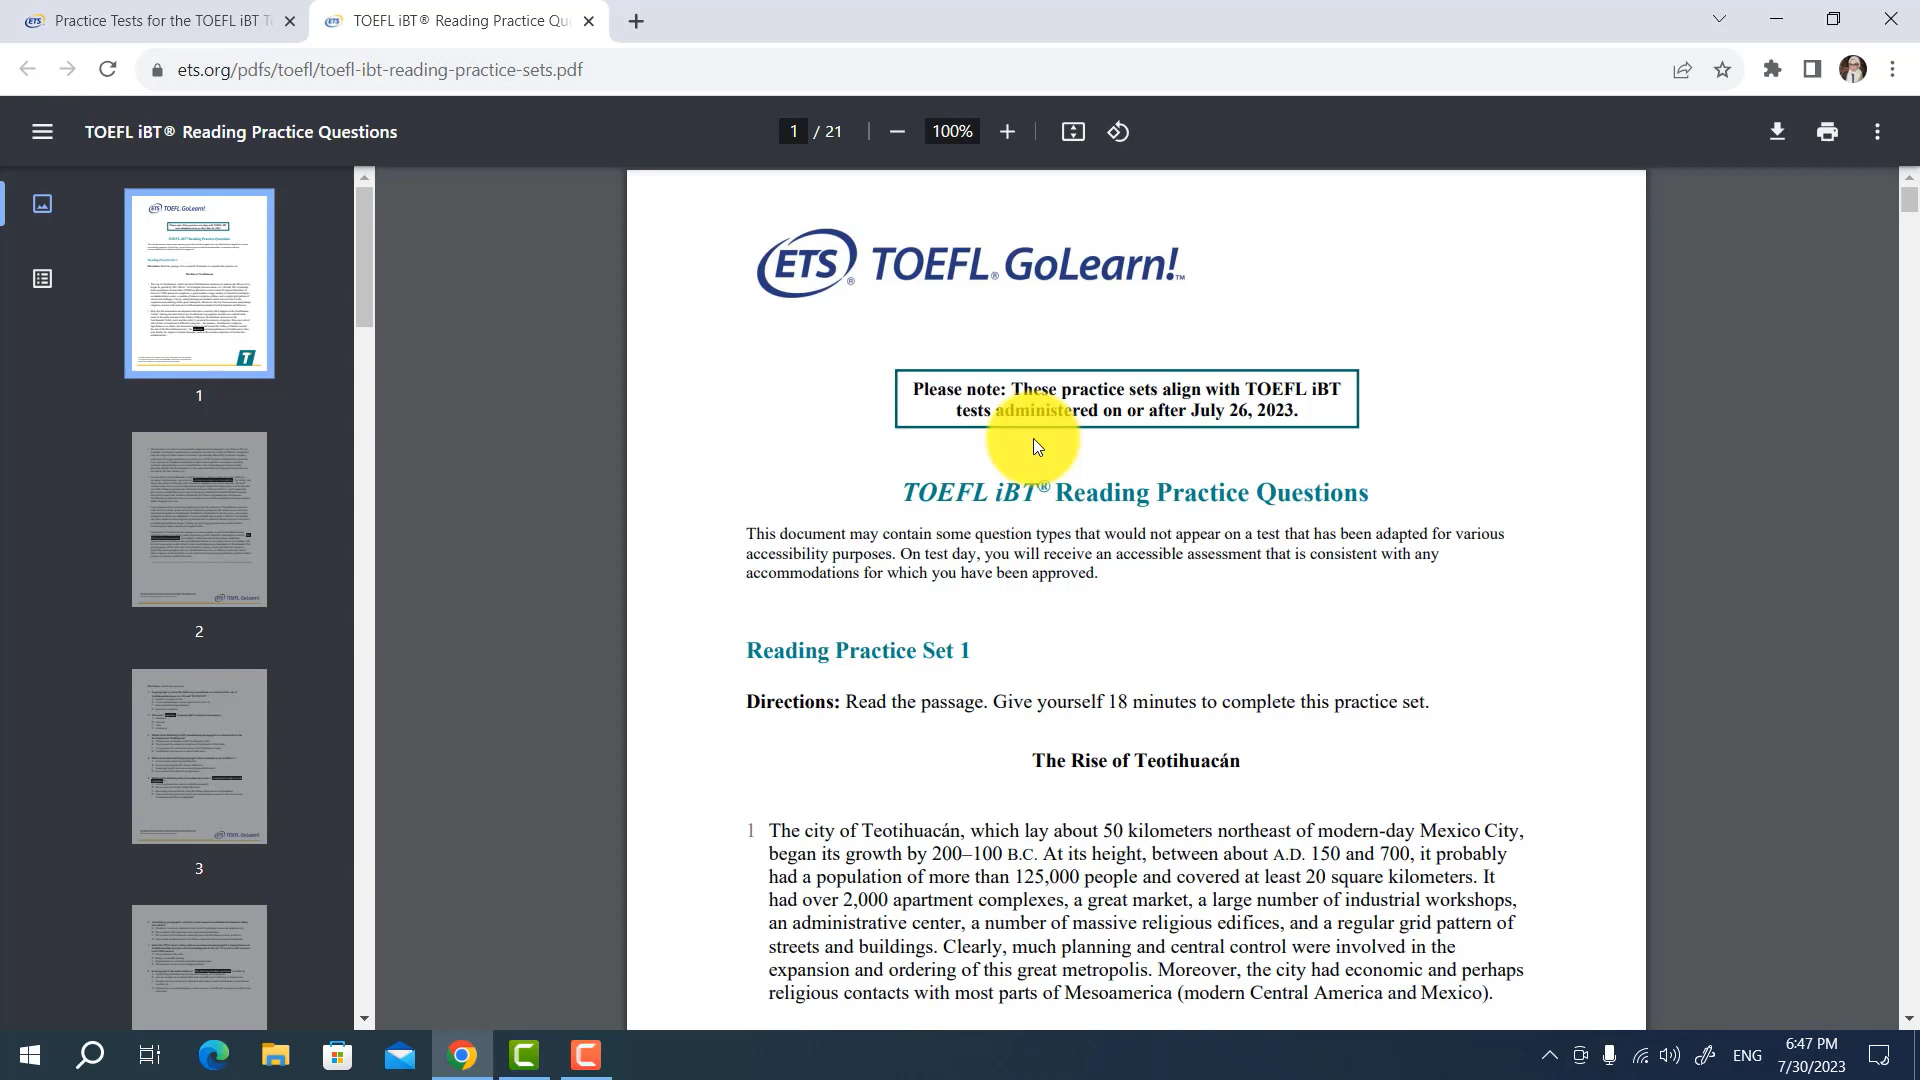 Practice Tests for the TOEFL iBT T
TOEFL iBT® Reading Practice Qu
ets.org/pdfs/toefl/toefl-ibt-reading-practice-sets.pdf
TOEFL iBT® Reading Practice Questions
1 / 21
100%
1
2
3
ETS® TOEFL® GoLearn!™
Please note: These practice sets align with TOEFL iBT
tests administered on or after July 26, 2023.
TOEFL iBT® Reading Practice Questions
This document may contain some question types that would not appear on a test that has been adapted for various
accessibility purposes. On test day, you will receive an accessible assessment that is consistent with any
accommodations for which you have been approved.
Reading Practice Set 1
Directions: Read the passage. Give yourself 18 minutes to complete this practice set.
The Rise of Teotihuacán
1 The city of Teotihuacán, which lay about 50 kilometers northeast of modern-day Mexico City,
began its growth by 200–100 B.C. At its height, between about A.D. 150 and 700, it probably
had a population of more than 125,000 people and covered at least 20 square kilometers. It
had over 2,000 apartment complexes, a great market, a large number of industrial workshops,
an administrative center, a number of massive religious edifices, and a regular grid pattern of
streets and buildings. Clearly, much planning and central control were involved in the
expansion and ordering of this great metropolis. Moreover, the city had economic and perhaps
religious contacts with most parts of Mesoamerica (modern Central America and Mexico).
ENG
6:47 PM
7/30/2023